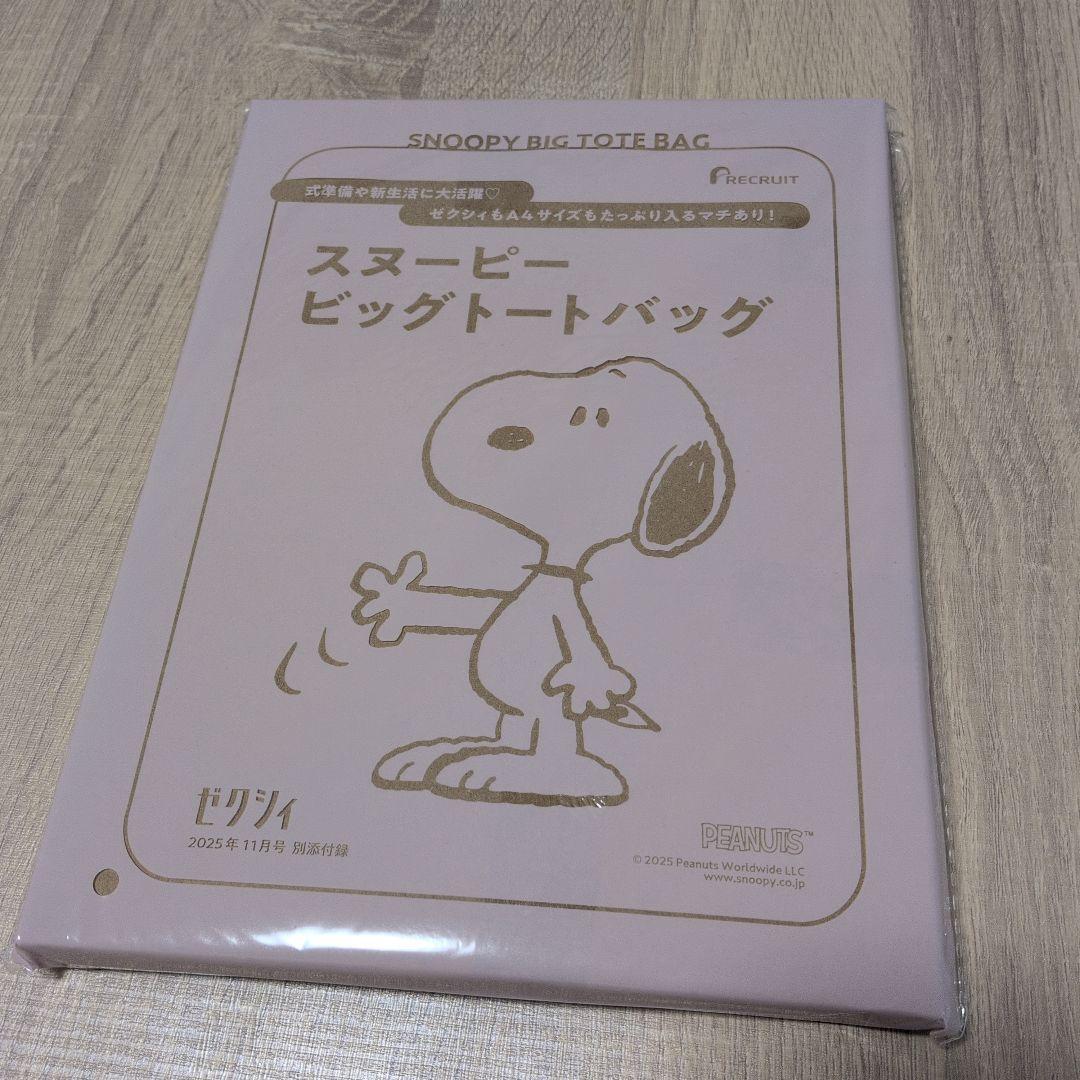 SNOOPY BIG TOTE BAG
RECRUIT
式準備や新生活に大活躍♡
ゼクシィもA4サイズもたっぷり入るマチあり!
スヌーピー
ビッグトートバッグ
ゼクシィ
2025年11月号 別添付録
PEANUTS™
© 2025 Peanuts Worldwide LLC
www.snoopy.co.jp